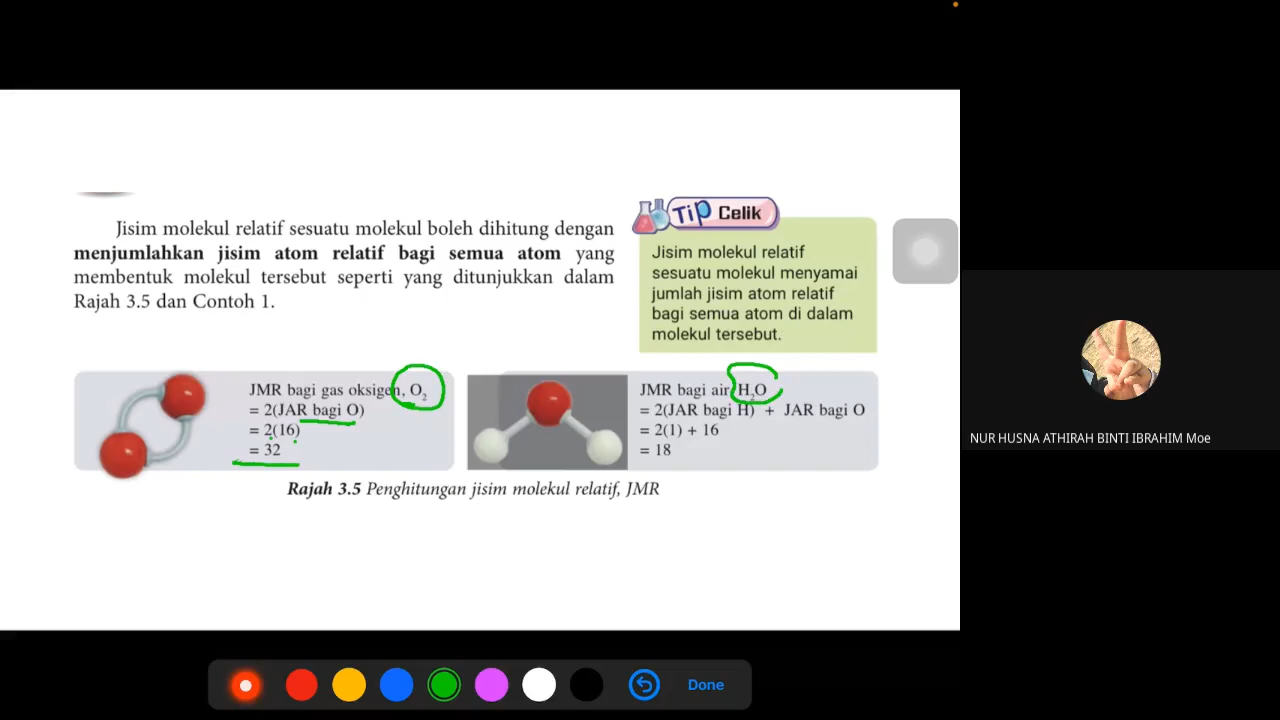 Jisim molekul relatif sesuatu molekul boleh dihitung dengan
menjumlahkan jisim atom relatif bagi semua atom yang
membentuk molekul tersebut seperti yang ditunjukkan dalam
Rajah 3.5 dan Contoh 1.
Tip Celik
Jisim molekul relatif
sesuatu molekul menyamai
jumlah jisim atom relatif
bagi semua atom di dalam
molekul tersebut.
JMR bagi gas oksigen, O₂
= 2(JAR bagi O)
= 2(16)
= 32
JMR bagi air H₂O
= 2(JAR bagi H) + JAR bagi O
= 2(1) + 16
= 18
Rajah 3.5 Penghitungan jisim molekul relatif, JMR
NUR HUSNA ATHIRAH BINTI IBRAHIM Moe
Done